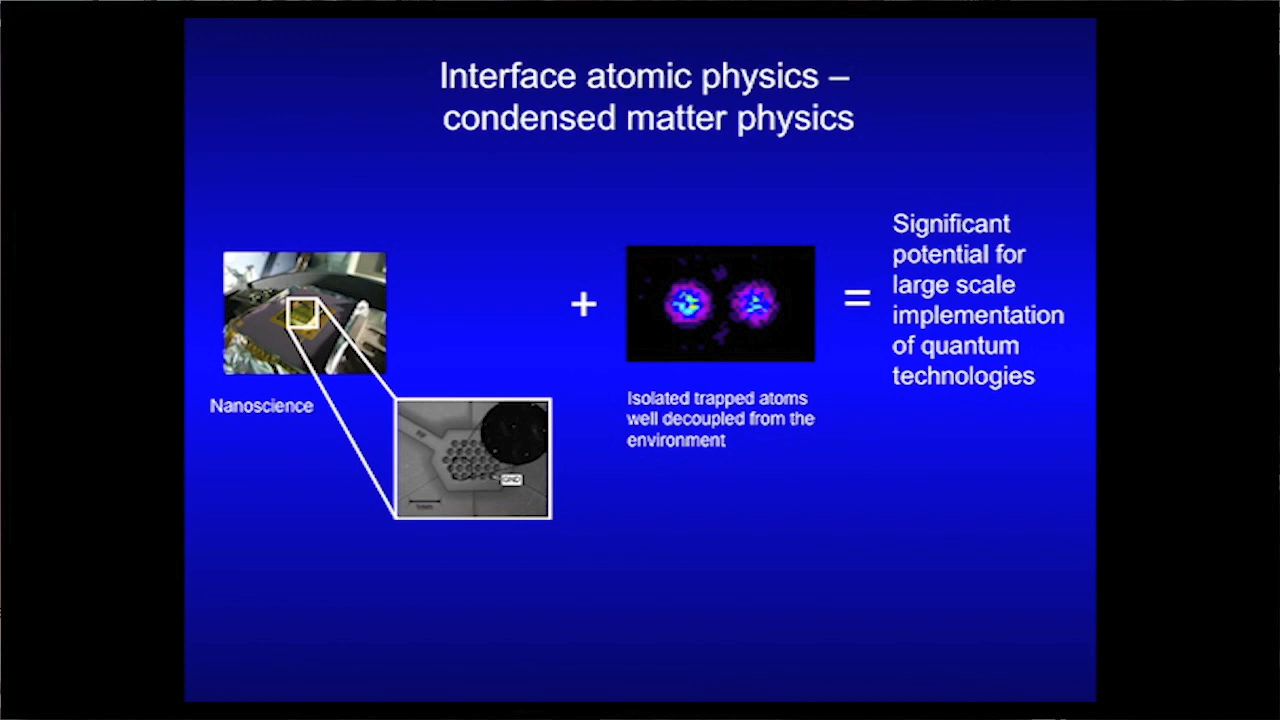 Interface atomic physics –
condensed matter physics
+
=
Significant
potential for
large scale
implementation
of quantum
technologies
Nanoscience
Isolated trapped atoms
well decoupled from the
environment
GND